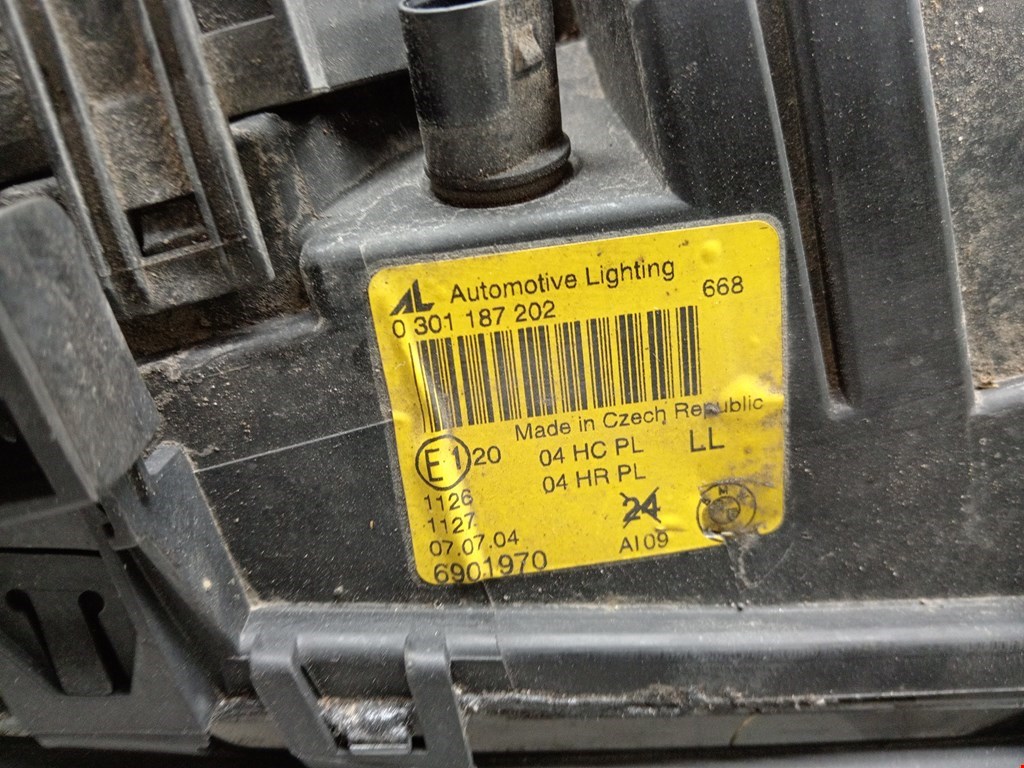 AL Automotive Lighting
0 301 187 202 668
Made in Czech Republic
E1 20 04 HC PL LL
04 HR PL
1126
1127 24
07.07.04 AI09
6901970